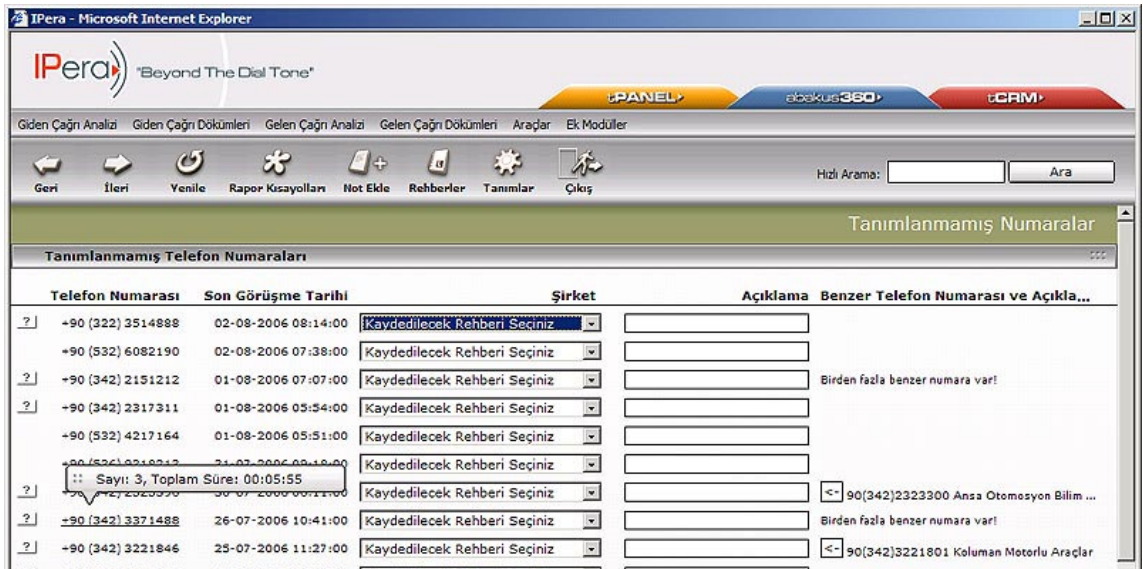 IPera - Microsoft Internet Explorer
IPera "Beyond The Dial Tone"
tPANEL abakus360 tCRM
Giden Çağrı Analizi Giden Çağrı Dökümleri Gelen Çağrı Analizi Gelen Çağrı Dökümleri Araçlar Ek Modüller
Geri İleri Yenile Rapor Kısayolları Not Ekle Rehberler Tanımlar Çıkış Hızlı Arama: Ara
Tanımlanmamış Numaralar
Tanımlanmamış Telefon Numaraları
Telefon Numarası Son Görüşme Tarihi Şirket Açıklama Benzer Telefon Numarası ve Açıkla...
? +90 (322) 3514888 02-08-2006 08:14:00 Kaydedilecek Rehberi Seçiniz
+90 (532) 6082190 02-08-2006 07:38:00 Kaydedilecek Rehberi Seçiniz
? +90 (342) 2151212 01-08-2006 07:07:00 Kaydedilecek Rehberi Seçiniz Birden fazla benzer numara var!
? +90 (342) 2317311 01-08-2006 05:54:00 Kaydedilecek Rehberi Seçiniz
+90 (532) 4217164 01-08-2006 05:51:00 Kaydedilecek Rehberi Seçiniz
Kaydedilecek Rehberi Seçiniz
Sayı: 3, Toplam Süre: 00:05:55
? Kaydedilecek Rehberi Seçiniz <- 90(342)2323300 Ansa Otomosyon Bilim ...
? +90 (342) 3371488 26-07-2006 10:41:00 Kaydedilecek Rehberi Seçiniz Birden fazla benzer numara var!
? +90 (342) 3221846 25-07-2006 11:27:00 Kaydedilecek Rehberi Seçiniz <- 90(342)3221801 Koluman Motorlu Araçlar